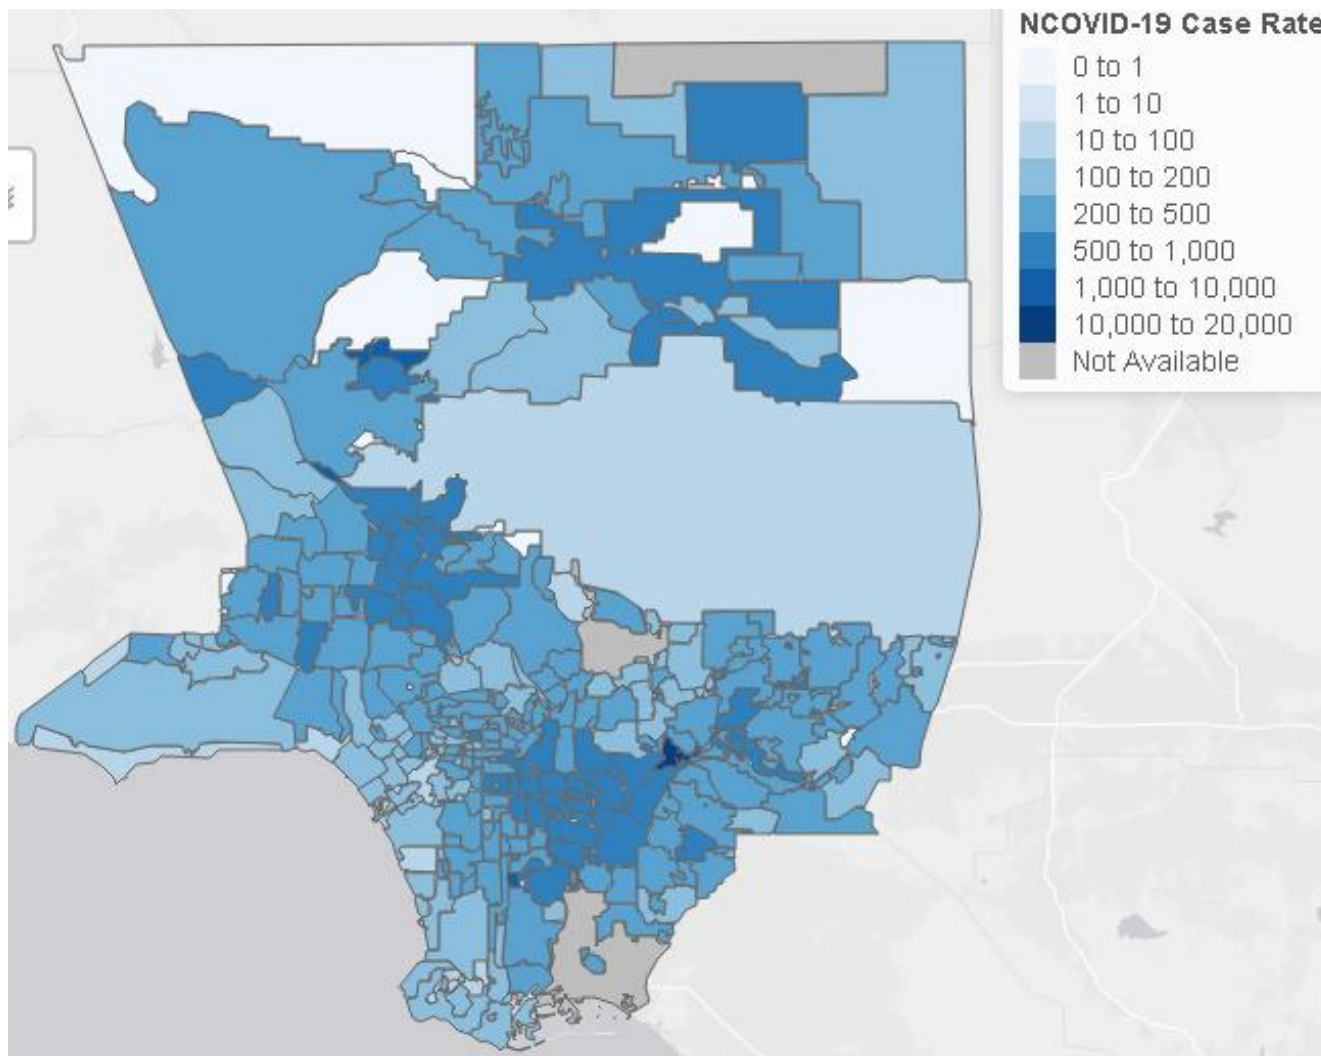 NCOVID-19 Case Rate
0 to 1
1 to 10
10 to 100
100 to 200
200 to 500
500 to 1,000
1,000 to 10,000
10,000 to 20,000
Not Available